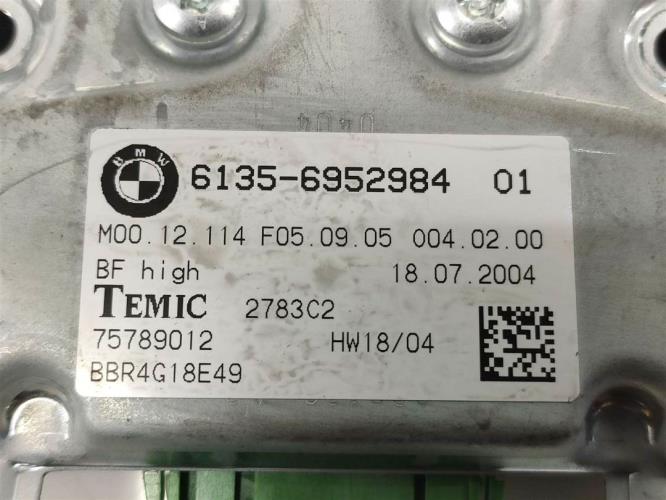 4040
BMW 6135-6952984 01
M00.12.114 F05.09.05 004.02.00
BF high 18.07.2004
TEMIC 2783C2
75789012 HW18/04
BBR4G18E49